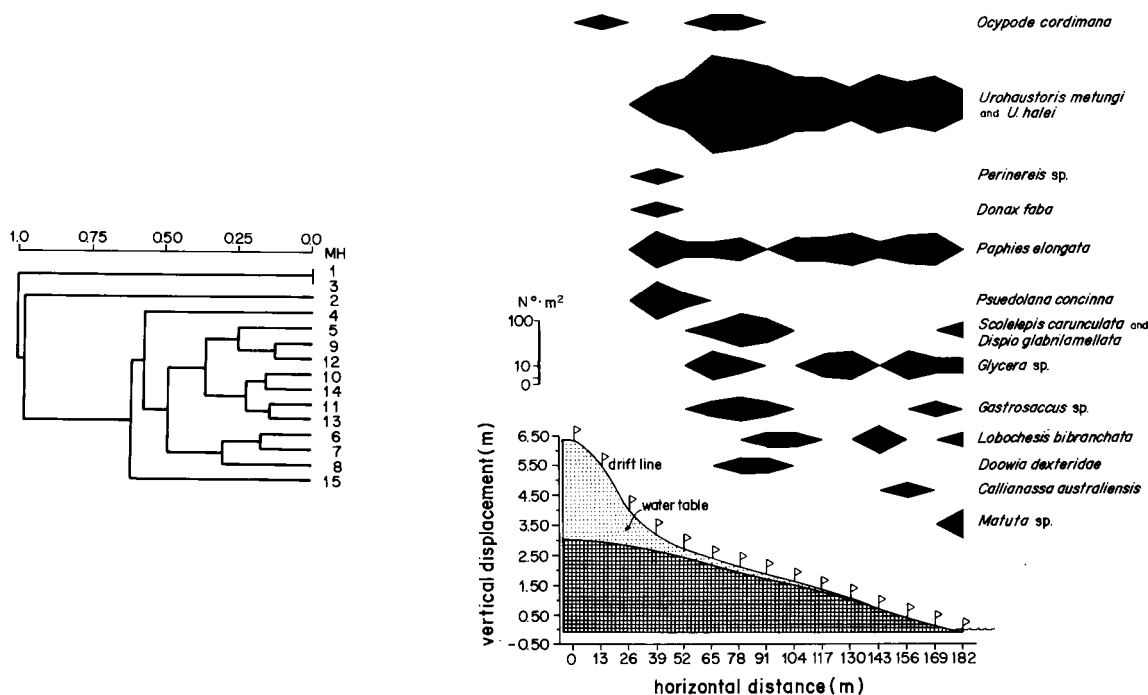 1.0 0.75 0.50 0.25 0.0
MH
1
3
2
4
5
9
12
10
14
11
13
6
7
8
15
Ocypode cordimana
Urohaustoris metungi
and U. halei
Perinereis sp.
Donax faba
Paphies elongata
Psuedolana concinna
Scolelepis carunculata and
Dispio glabrilamellata
Glycera sp.
Gastrosaccus sp.
Lobochesis bibranchata
Doowia dexteridae
Callianassa australiensis
Matuta sp.
N°·m²
100
10
0
vertical displacement (m)
6.50
5.50
4.50
3.50
2.50
1.50
0.50
-0.50
drift line
water table
0 13 26 39 52 65 78 91 104 117 130 143 156 169 182
horizontal distance (m)